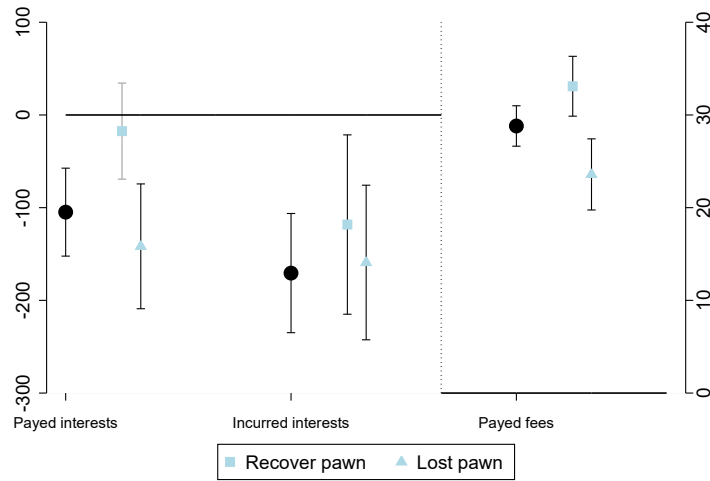 100
0
-100
-200
-300
40
30
20
10
0
Payed interests
Incurred interests
Payed fees
Recover pawn
Lost pawn